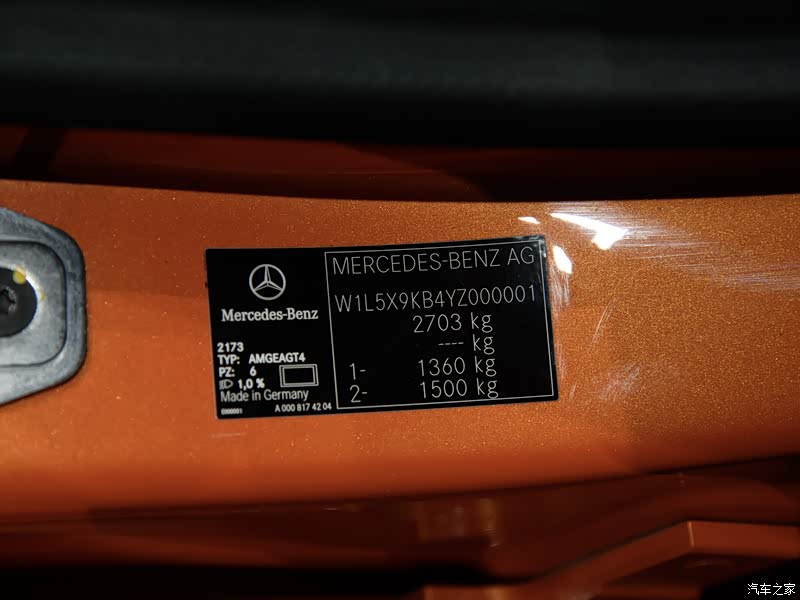 Mercedes-Benz
2173
TYP: AMGEAGT4
PZ: 6
1,0 %
Made in Germany
E000001
A 000 817 42 04
MERCEDES-BENZ AG
W1L5X9KB4YZ000001
2703 kg
---- kg
1- 1360 kg
2- 1500 kg
汽车之家